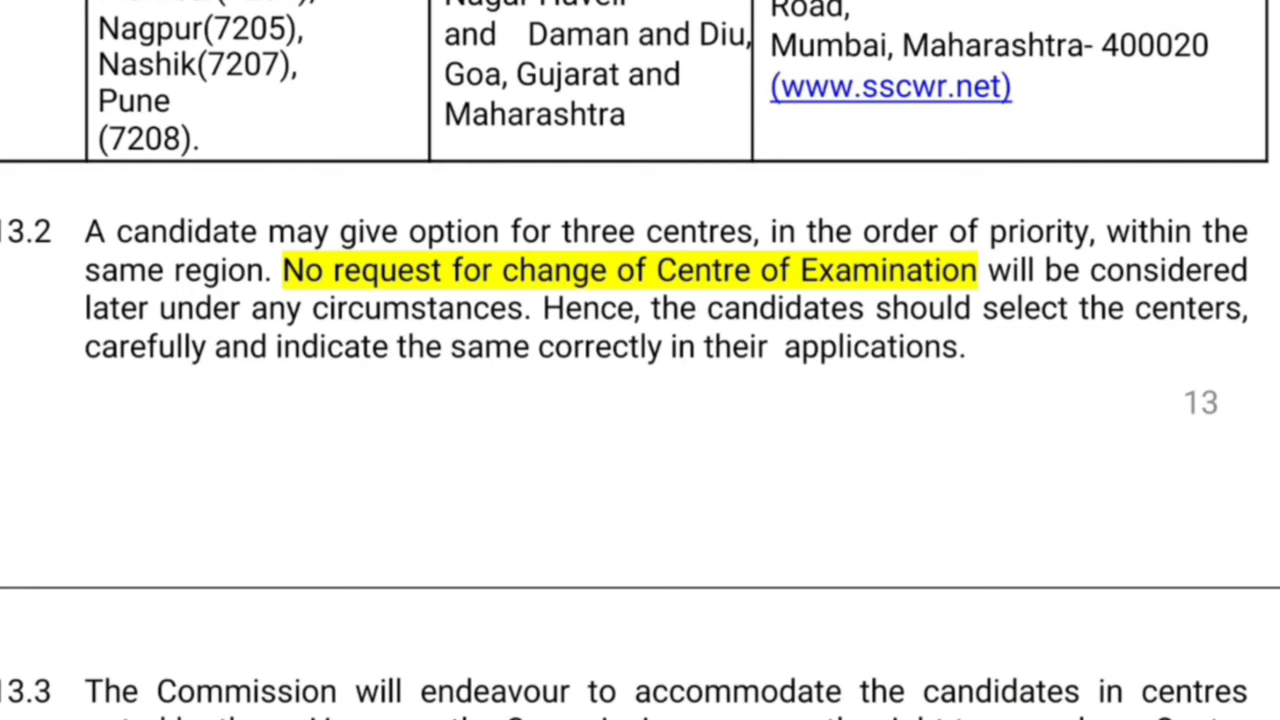 Nagpur(7205),
Nashik(7207),
Pune
(7208).
and Daman and Diu,
Goa, Gujarat and
Maharashtra
Road,
Mumbai, Maharashtra- 400020
(www.sscwr.net)
13.2 A candidate may give option for three centres, in the order of priority, within the
same region. No request for change of Centre of Examination will be considered
later under any circumstances. Hence, the candidates should select the centers,
carefully and indicate the same correctly in their applications.
13
13.3 The Commission will endeavour to accommodate the candidates in centres